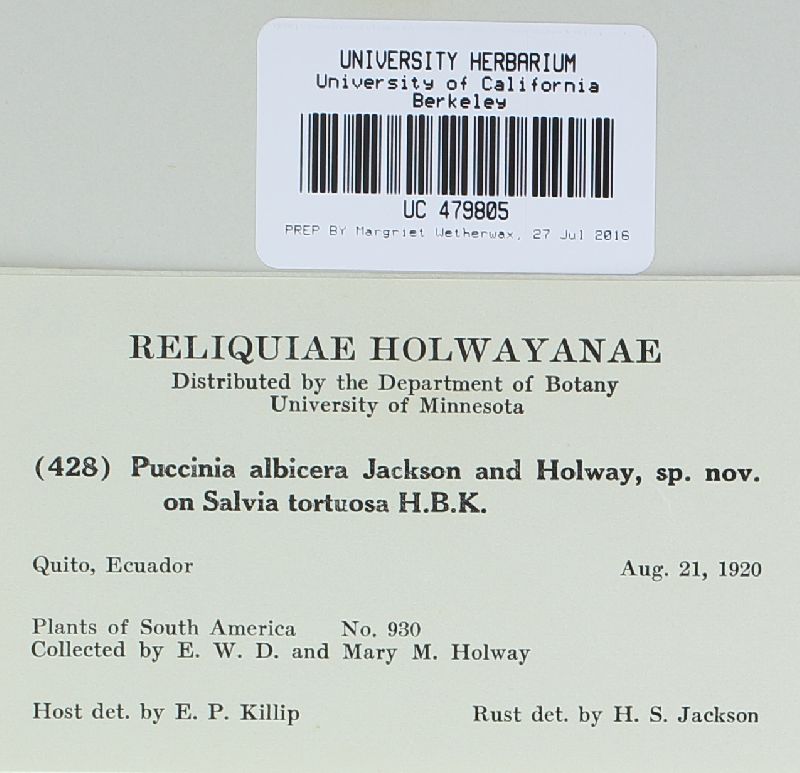 UNIVERSITY HERBARIUM
University of California
Berkeley
UC 479805
PREP BY Margriet Wetherwax, 27 Jul 2016
RELIQUIAE HOLWAYANAE
Distributed by the Department of Botany
University of Minnesota
(428) Puccinia albicera Jackson and Holway, sp. nov.
on Salvia tortuosa H.B.K.
Quito, Ecuador Aug. 21, 1920
Plants of South America No. 930
Collected by E. W. D. and Mary M. Holway
Host det. by E. P. Killip Rust det. by H. S. Jackson